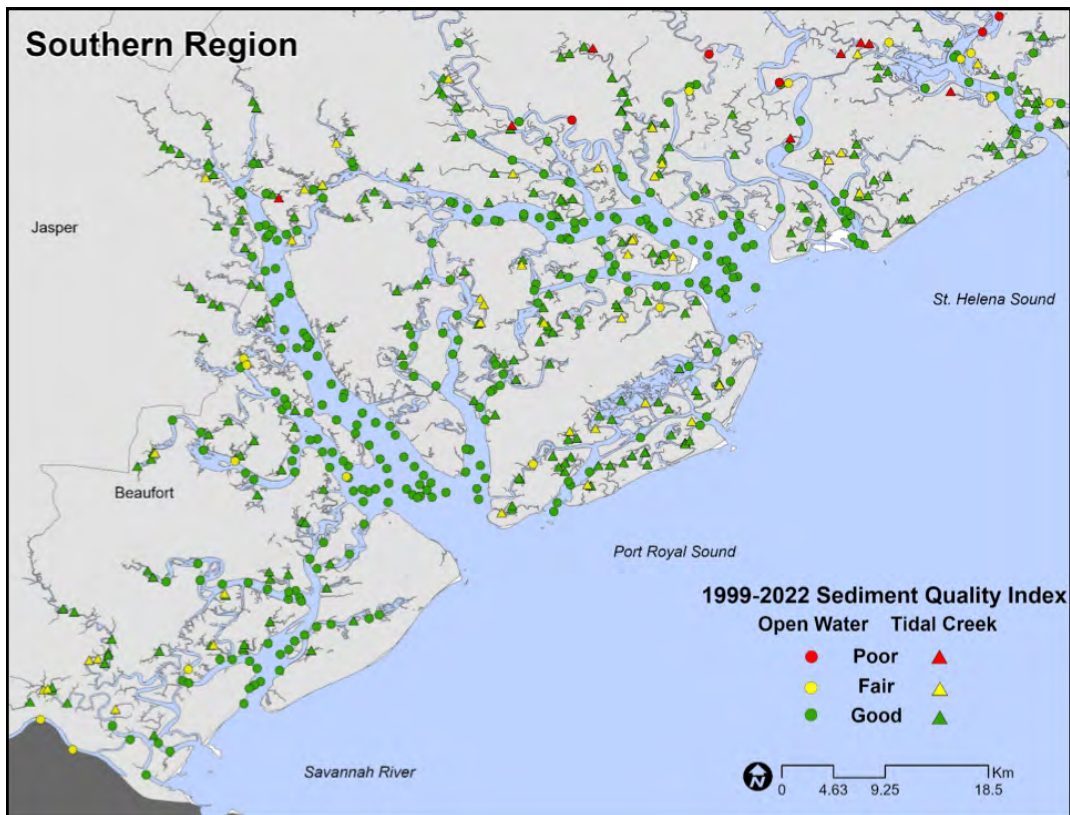 Southern Region
Jasper
St. Helena Sound
Beaufort
Port Royal Sound
1999-2022 Sediment Quality Index
Open Water Tidal Creek
Poor
Fair
Good
Savannah River
N
Km
0 4.63 9.25 18.5